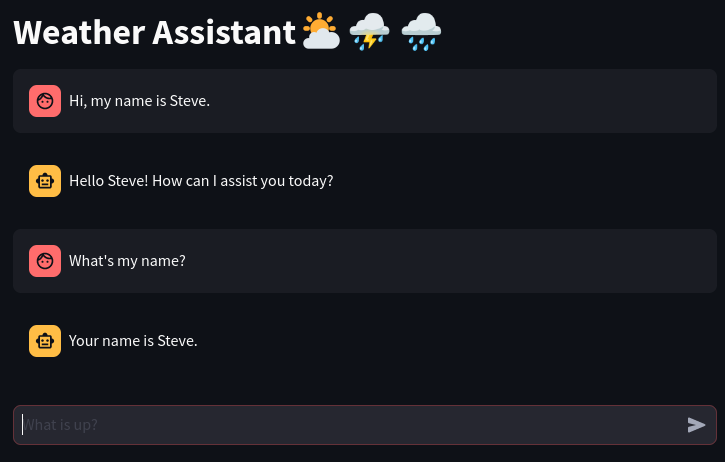 Weather Assistant 🌤️ ⛈️ 🌧️
Hi, my name is Steve.
Hello Steve! How can I assist you today?
What's my name?
Your name is Steve.
What is up?